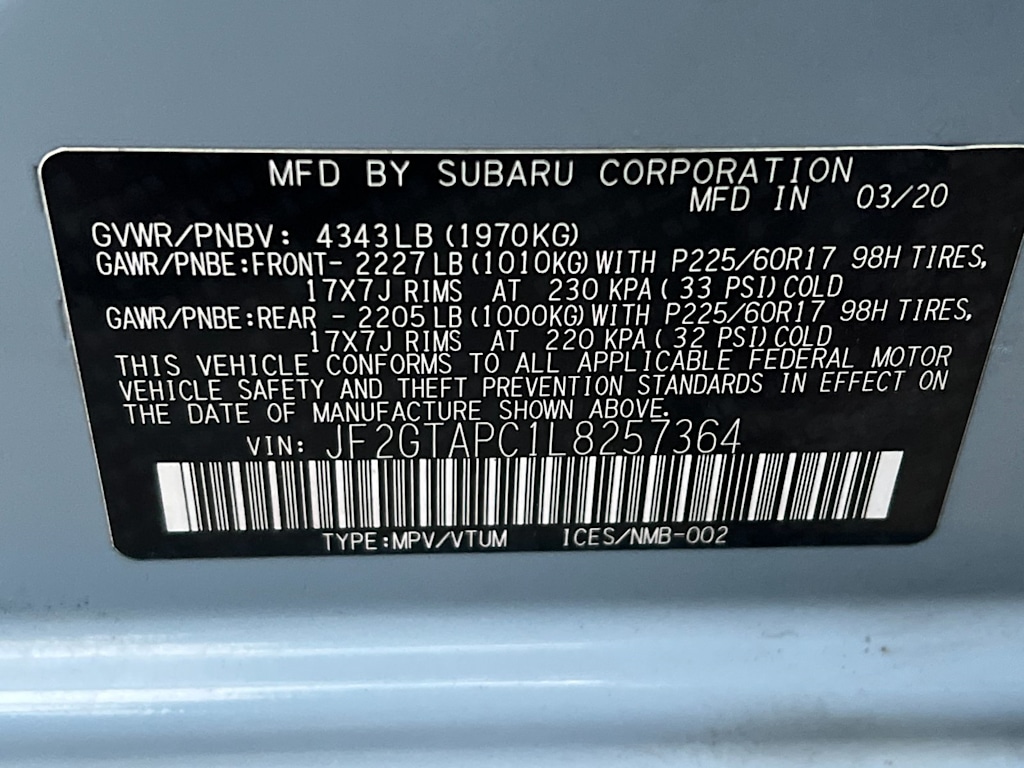 MFD BY SUBARU CORPORATION
MFD IN 03/20
GVWR/PNBV: 4343LB (1970KG)
GAWR/PNBE:FRONT- 2227LB(1010KG)WITH P225/60R17 98H TIRES,
17X7J RIMS AT 230 KPA( 33 PSI)COLD
GAWR/PNBE:REAR - 2205LB(1000KG)WITH P225/60R17 98H TIRES,
17X7J RIMS AT 220 KPA( 32 PSI)COLD
THIS VEHICLE CONFORMS TO ALL APPLICABLE FEDERAL MOTOR
VEHICLE SAFETY AND THEFT PREVENTION STANDARDS IN EFFECT ON
THE DATE OF MANUFACTURE SHOWN ABOVE.
VIN: JF2GTAPC1L8257364
TYPE:MPV/VTUM ICES/NMB-002